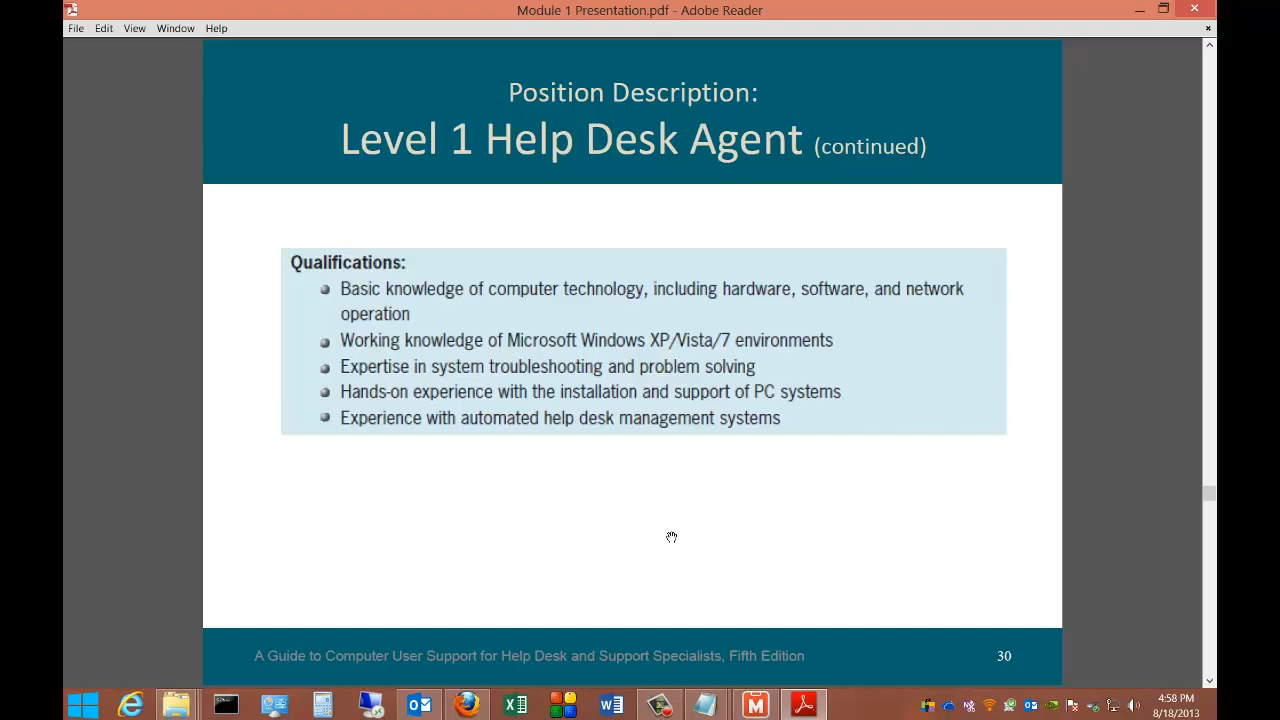 Module 1 Presentation.pdf - Adobe Reader
File Edit View Window Help
Position Description:
Level 1 Help Desk Agent (continued)
Qualifications:
Basic knowledge of computer technology, including hardware, software, and network
operation
Working knowledge of Microsoft Windows XP/Vista/7 environments
Expertise in system troubleshooting and problem solving
Hands-on experience with the installation and support of PC systems
Experience with automated help desk management systems
A Guide to Computer User Support for Help Desk and Support Specialists, Fifth Edition
30
4:58 PM
8/18/2013